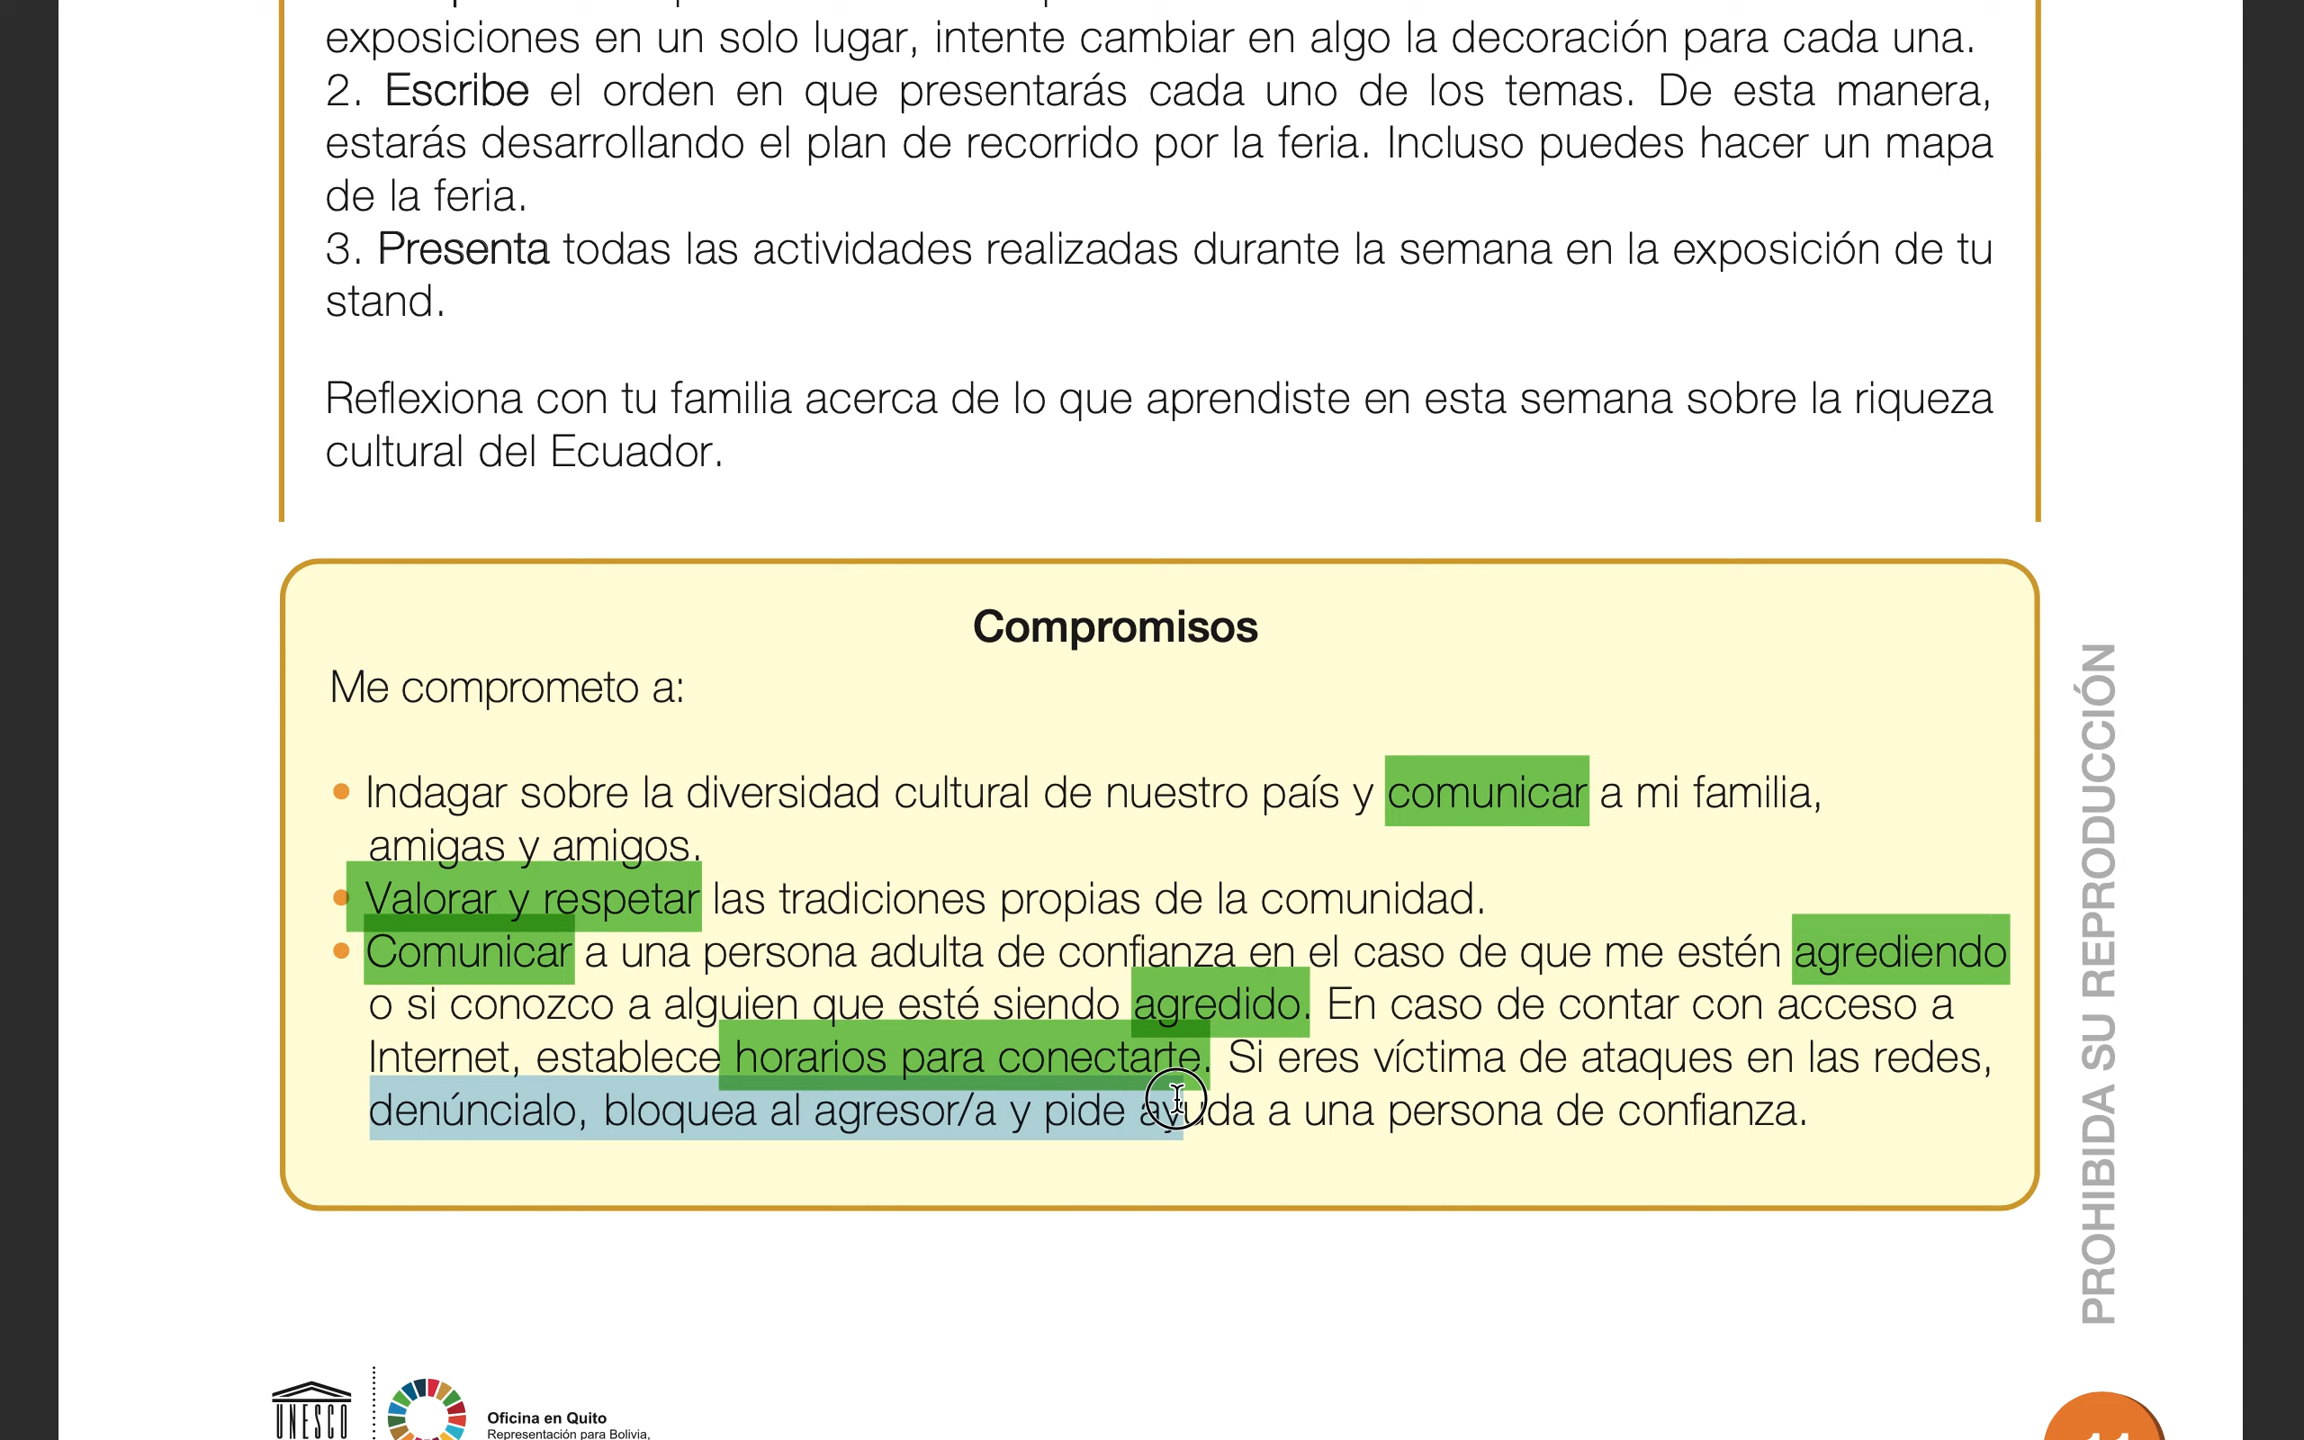 exposiciones en un solo lugar, intente cambiar en algo la decoración para cada una.
2. Escribe el orden en que presentarás cada uno de los temas. De esta manera,
estarás desarrollando el plan de recorrido por la feria. Incluso puedes hacer un mapa
de la feria.
3. Presenta todas las actividades realizadas durante la semana en la exposición de tu
stand.
Reflexiona con tu familia acerca de lo que aprendiste en esta semana sobre la riqueza
cultural del Ecuador.
Compromisos
Me comprometo a:
• Indagar sobre la diversidad cultural de nuestro país y comunicar a mi familia,
amigas y amigos.
• Valorar y respetar las tradiciones propias de la comunidad.
• Comunicar a una persona adulta de confianza en el caso de que me estén agrediendo
o si conozco a alguien que esté siendo agredido. En caso de contar con acceso a
Internet, establece horarios para conectarte. Si eres víctima de ataques en las redes,
denúncialo, bloquea al agresor/a y pide ayuda a una persona de confianza.
PROHIBIDA SU REPRODUCCIÓN
UNESCO
Oficina en Quito
Representación para Bolivia,